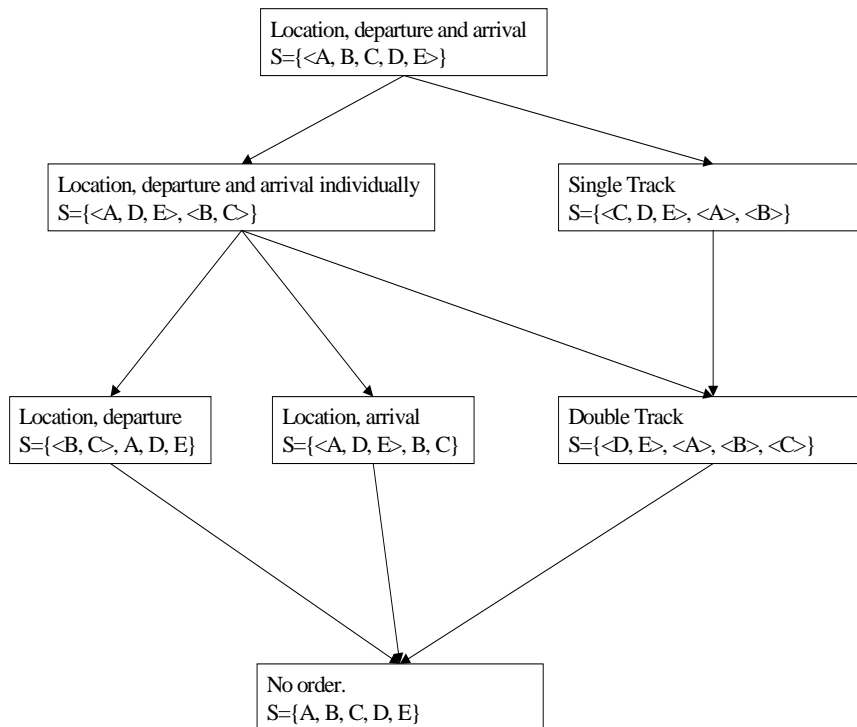 Location, departure and arrival
S={<A, B, C, D, E>}
Location, departure and arrival individually
S={<A, D, E>, <B, C>}
Single Track
S={<C, D, E>, <A>, <B>}
Location, departure
S={<B, C>, A, D, E}
Location, arrival
S={<A, D, E>, B, C}
Double Track
S={<D, E>, <A>, <B>, <C>}
No order.
S={A, B, C, D, E}